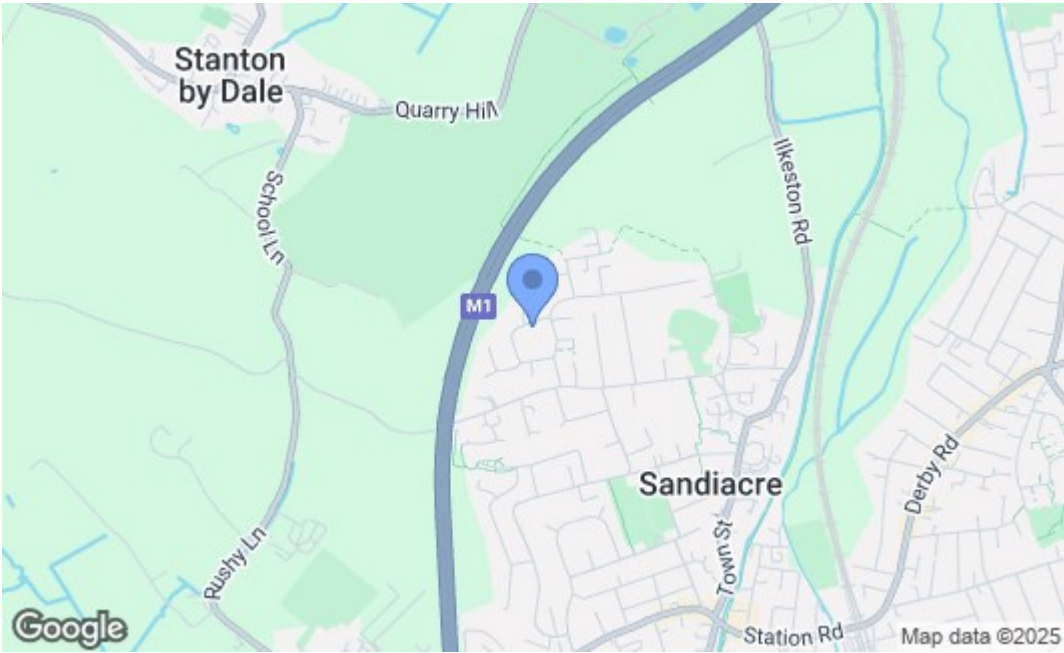 Stanton
by Dale
Quarry Hill
School Ln
Ilkeston Rd
M1
Sandiacre
Derby Rd
Rushy Ln
Town St
Station Rd
Google
Map data ©2025